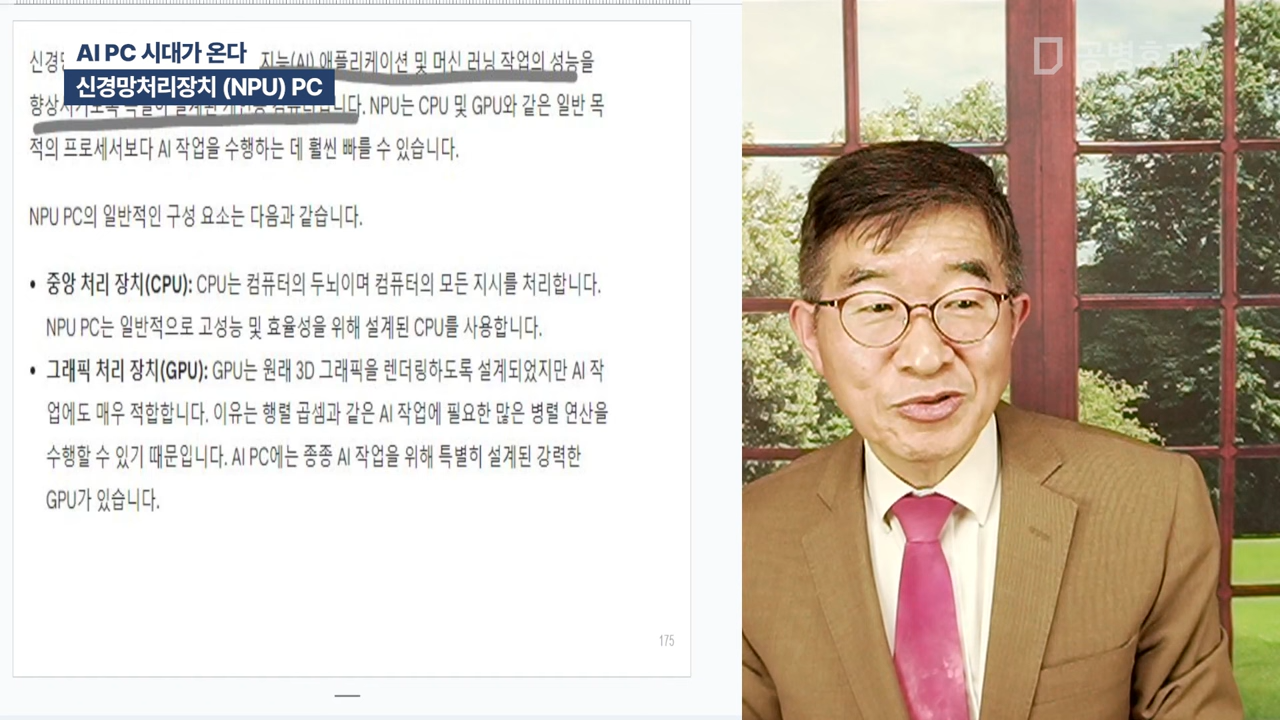 AI PC 시대가 온다
신경망처리장치 (NPU) PC
지능(AI) 애플리케이션 및 머신 러닝 작업의 성능을
NPU는 CPU 및 GPU와 같은 일반 목
적의 프로세서보다 AI 작업을 수행하는 데 훨씬 빠를 수 있습니다.
NPU PC의 일반적인 구성 요소는 다음과 같습니다.
• 중앙 처리 장치(CPU): CPU는 컴퓨터의 두뇌이며 컴퓨터의 모든 지시를 처리합니다.
NPU PC는 일반적으로 고성능 및 효율성을 위해 설계된 CPU를 사용합니다.
• 그래픽 처리 장치(GPU): GPU는 원래 3D 그래픽을 렌더링하도록 설계되었지만 AI 작
업에도 매우 적합합니다. 이유는 행렬 곱셈과 같은 AI 작업에 필요한 많은 병렬 연산을
수행할 수 있기 때문입니다. AI PC에는 종종 AI 작업을 위해 특별히 설계된 강력한
GPU가 있습니다.
175
공병호TV